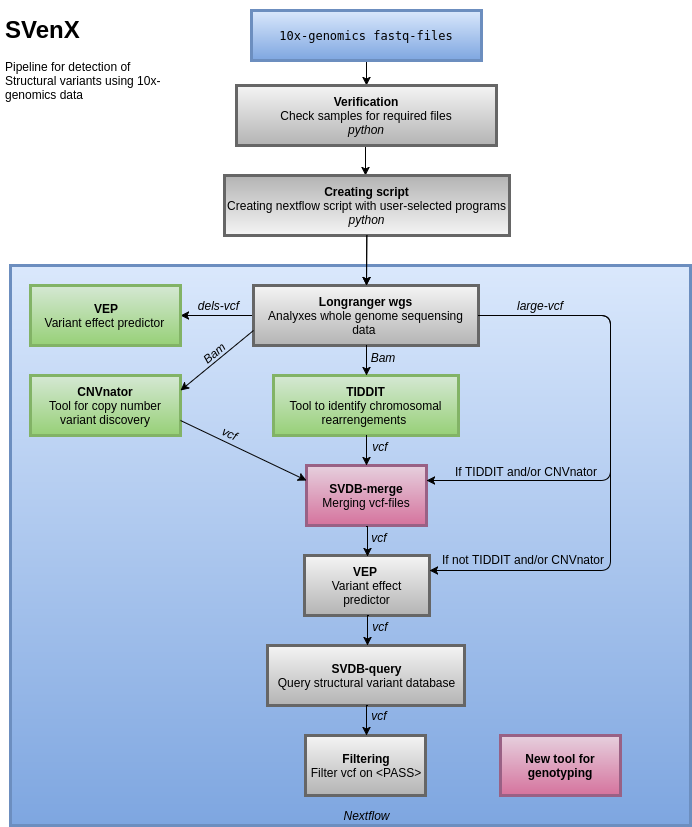 SVenX
Pipeline for detection of
Structural variants using 10x-
genomics data
10x-genomics fastq-files
Verification
Check samples for required files
python
Creating script
Creating nextflow script with user-selected programs
python
VEP
Variant effect predictor
dels-vcf
Longranger wgs
Analyxes whole genome sequencing
data
large-vcf
Bam
Bam
CNVnator
Tool for copy number
variant discovery
TIDDIT
Tool to identify chromosomal
rearrengements
vcf
vcf
If TIDDIT and/or CNVnator
SVDB-merge
Merging vcf-files
vcf
If not TIDDIT and/or CNVnator
VEP
Variant effect
predictor
vcf
SVDB-query
Query structural variant database
vcf
Filtering
Filter vcf on <PASS>
New tool for
genotyping
Nextflow